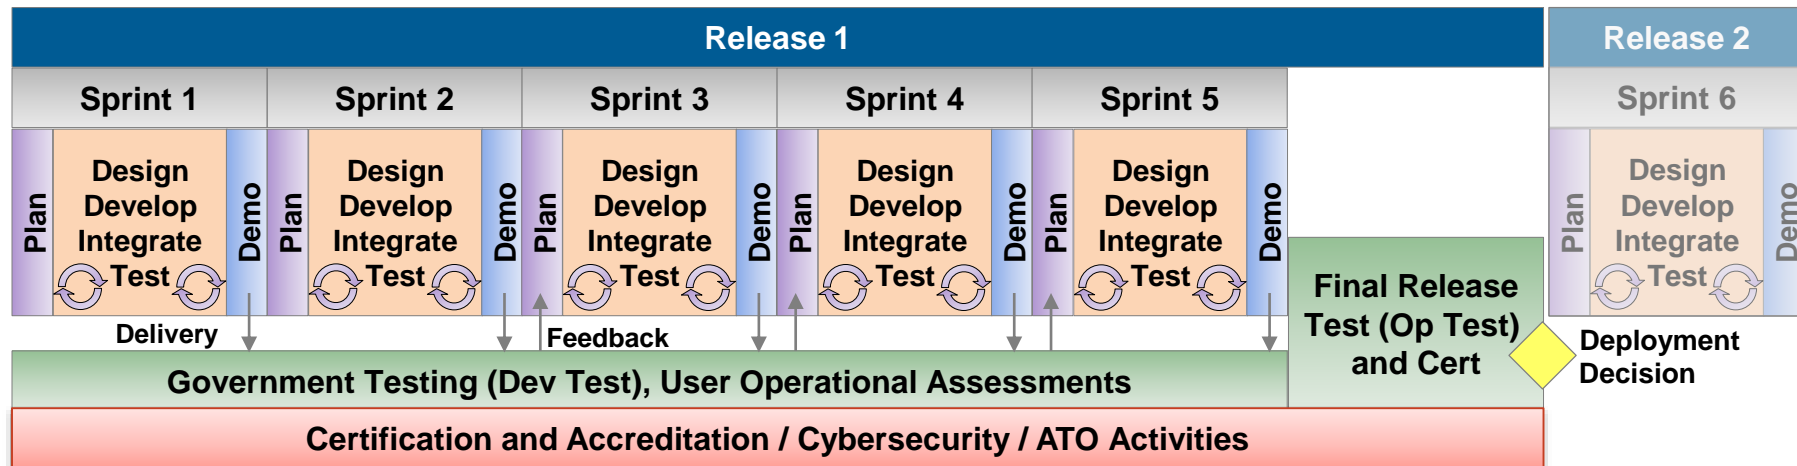 Release 1
Release 2
Sprint 1
Sprint 2
Sprint 3
Sprint 4
Sprint 5
Sprint 6
Plan
Design
Develop
Integrate
Test
Demo
Plan
Design
Develop
Integrate
Test
Demo
Plan
Design
Develop
Integrate
Test
Demo
Plan
Design
Develop
Integrate
Test
Demo
Plan
Design
Develop
Integrate
Test
Demo
Plan
Design
Develop
Integrate
Test
Demo
Delivery
Feedback
Final Release
Test (Op Test)
and Cert
Deployment
Decision
Government Testing (Dev Test), User Operational Assessments
Certification and Accreditation / Cybersecurity / ATO Activities